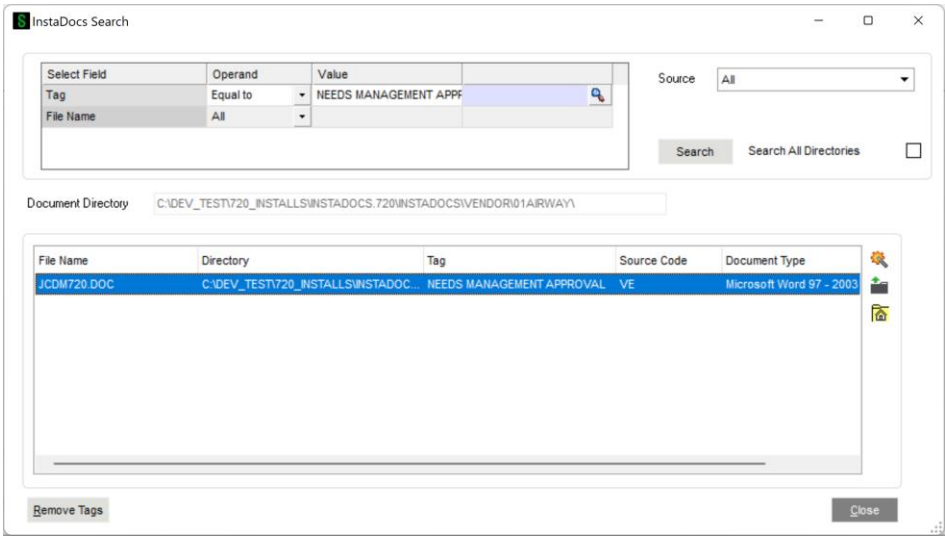 InstaDocs Search
Select Field Operand Value
Tag Equal to NEEDS MANAGEMENT APPR
File Name All
Source All
Search Search All Directories
Document Directory C:\DEV_TEST\720_INSTALLS\INSTADOCS.720\INSTADOCS\VENDOR\01AIRWAY\
File Name Directory Tag Source Code Document Type
JCDM720.DOC C:\DEV_TEST\720_INSTALLS\INSTADOC... NEEDS MANAGEMENT APPROVAL VE Microsoft Word 97 - 2003
Remove Tags Close